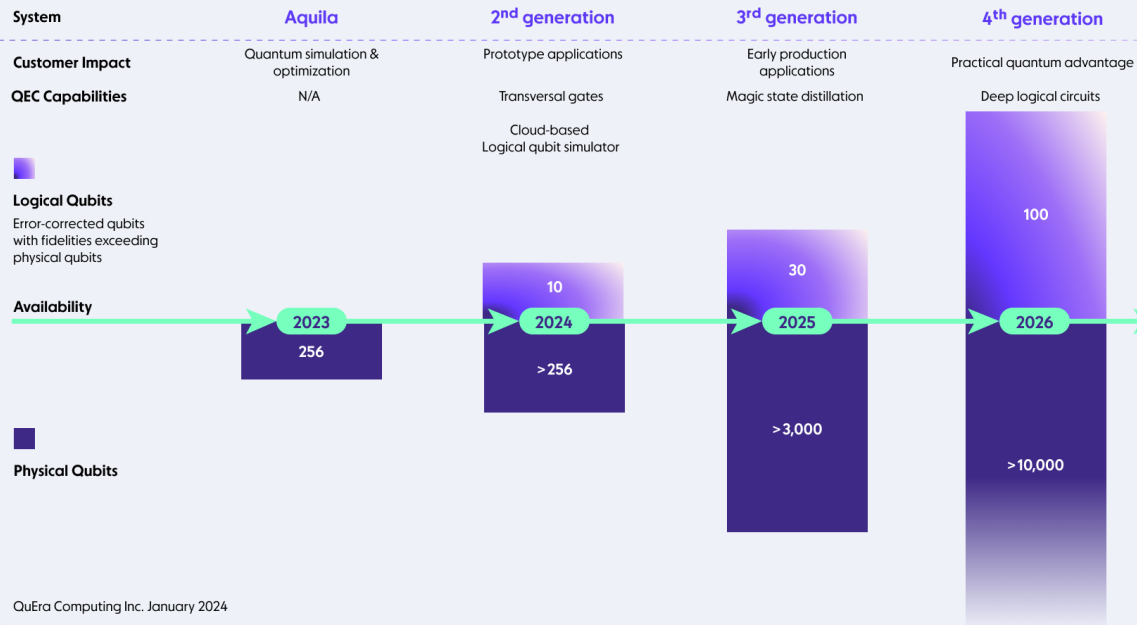 System
Aquila
2nd generation
3rd generation
4th generation
Customer Impact
Quantum simulation &
optimization
Prototype applications
Early production
applications
Practical quantum advantage
QEC Capabilities
N/A
Transversal gates
Cloud-based
Logical qubit simulator
Magic state distillation
Deep logical circuits
Logical Qubits
Error-corrected qubits
with fidelities exceeding
physical qubits
10
30
100
Availability
2023
2024
2025
2026
256
>256
>3,000
>10,000
Physical Qubits
QuEra Computing Inc. January 2024